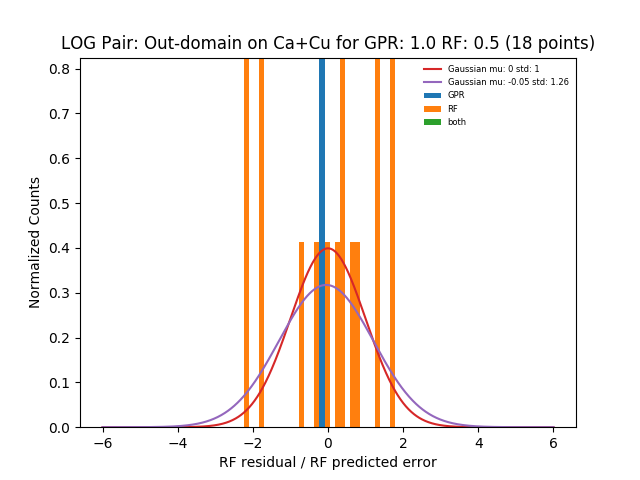 LOG Pair: Out-domain on Ca+Cu for GPR: 1.0 RF: 0.5 (18 points)
Gaussian mu: 0 std: 1
Gaussian mu: -0.05 std: 1.26
GPR
RF
both
Normalized Counts
0.8
0.7
0.6
0.5
0.4
0.3
0.2
0.1
0.0
−6 −4 −2 0 2 4 6
RF residual / RF predicted error